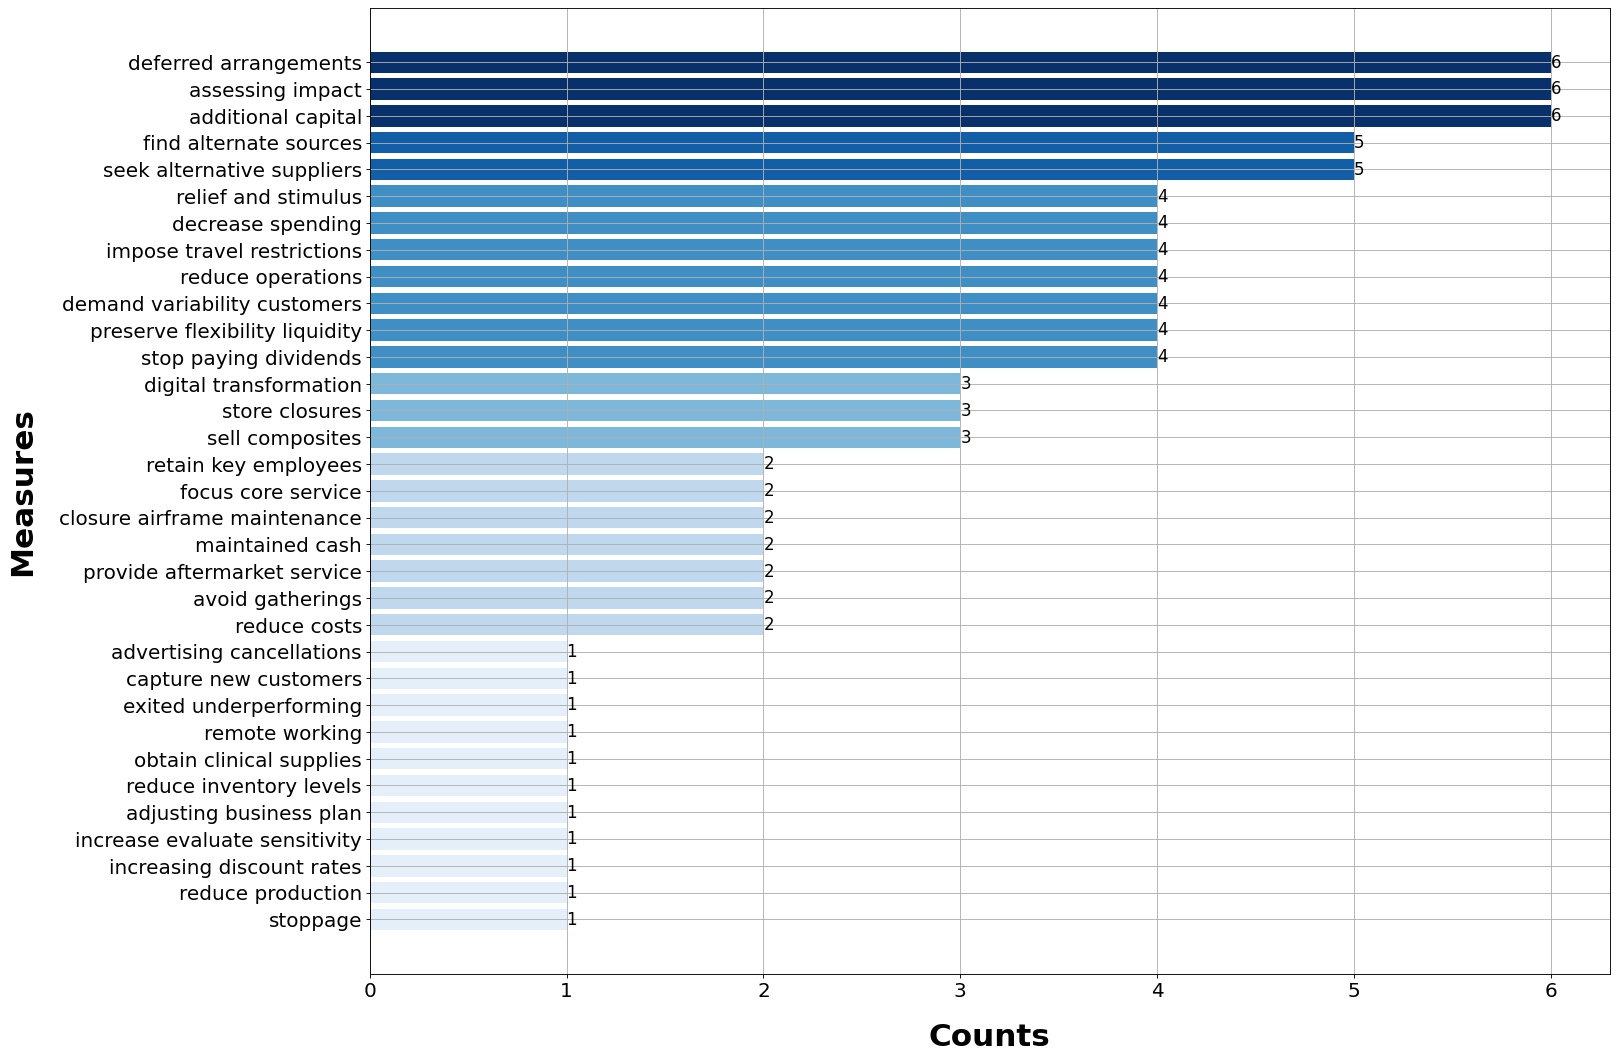 deferred arrangements 6
assessing impact 6
additional capital 6
find alternate sources 5
seek alternative suppliers 5
relief and stimulus 4
decrease spending 4
impose travel restrictions 4
reduce operations 4
demand variability customers 4
preserve flexibility liquidity 4
stop paying dividends 4
digital transformation 3
store closures 3
sell composites 3
retain key employees 2
focus core service 2
closure airframe maintenance 2
maintained cash 2
provide aftermarket service 2
avoid gatherings 2
reduce costs 2
advertising cancellations 1
capture new customers 1
exited underperforming 1
remote working 1
obtain clinical supplies 1
reduce inventory levels 1
adjusting business plan 1
increase evaluate sensitivity 1
increasing discount rates 1
reduce production 1
stoppage 1
Measures
0 1 2 3 4 5 6
Counts